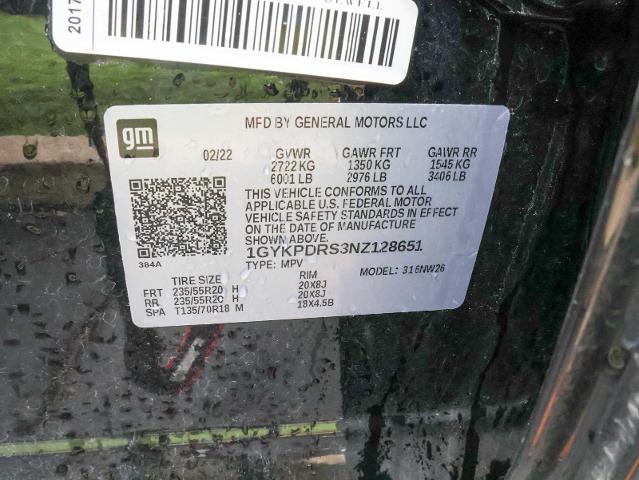 2017
gm
MFD BY GENERAL MOTORS LLC
02/22 GVWR GAWR FRT GAWR RR
2722 KG 1350 KG 1545 KG
6001 LB 2976 LB 3406 LB
THIS VEHICLE CONFORMS TO ALL
APPLICABLE U.S. FEDERAL MOTOR
VEHICLE SAFETY STANDARDS IN EFFECT
ON THE DATE OF MANUFACTURE
SHOWN ABOVE.
1GYKPDRS3NZ128651
TYPE: MPV MODEL: 316NW26
384A
TIRE SIZE RIM
FRT 235/55R20 H 20X8J
RR 235/55R20 H 20X8J
SPA T135/70R18 M 18X4.5B